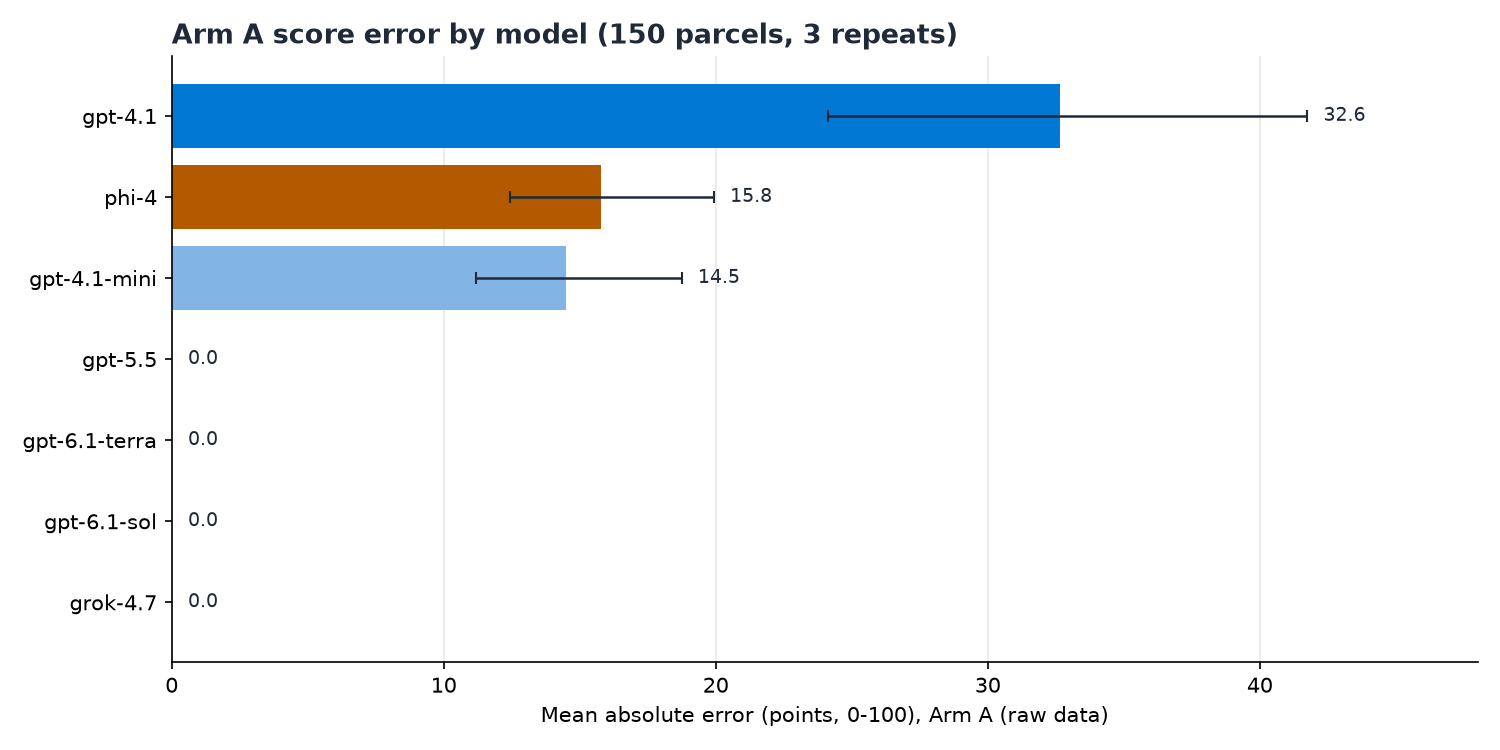 Arm A score error by model (150 parcels, 3 repeats)
gpt-4.1
32.6
phi-4
15.8
gpt-4.1-mini
14.5
gpt-5.5
0.0
gpt-6.1-terra
0.0
gpt-6.1-sol
0.0
grok-4.7
0.0
0 10 20 30 40
Mean absolute error (points, 0-100), Arm A (raw data)